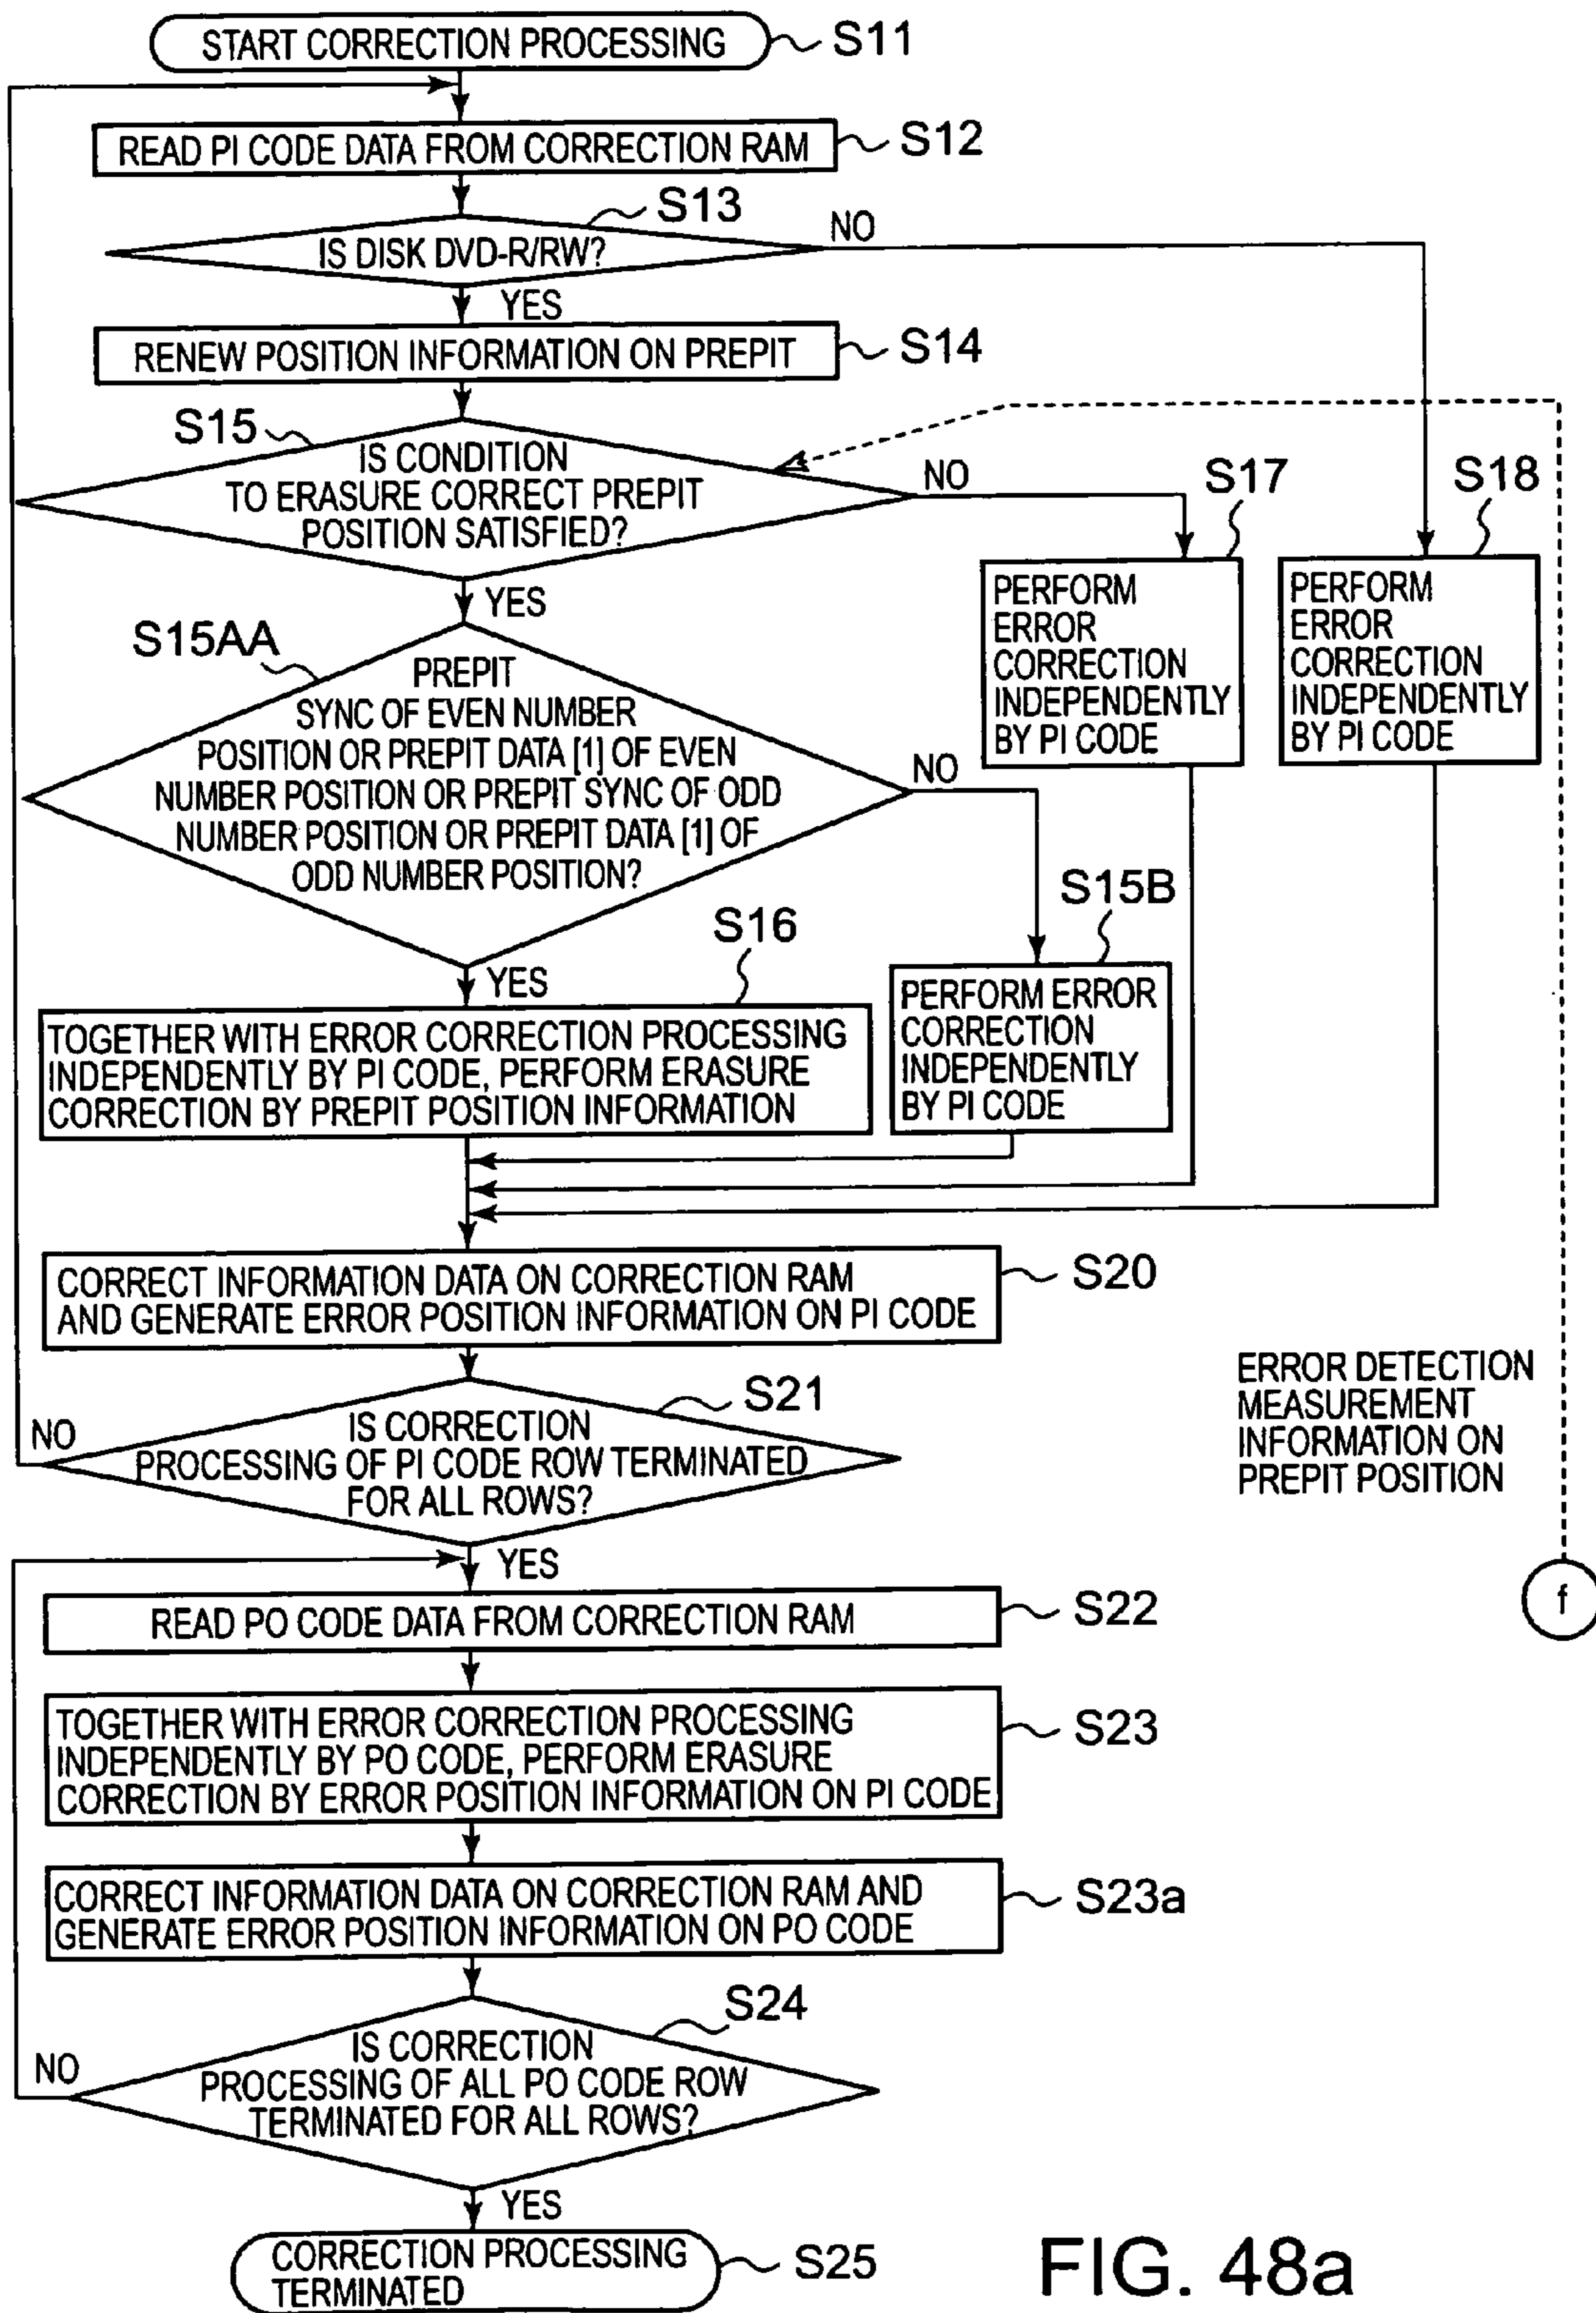 START CORRECTION PROCESSING
S11
READ PI CODE DATA FROM CORRECTION RAM
S12
S13
IS DISK DVD-R/RW?
NO
YES
RENEW POSITION INFORMATION ON PREPIT
S14
S15
IS CONDITION
TO ERASURE CORRECT PREPIT
POSITION SATISFIED?
NO
YES
S17
PERFORM
ERROR
CORRECTION
INDEPENDENTLY
BY PI CODE
S18
PERFORM
ERROR
CORRECTION
INDEPENDENTLY
BY PI CODE
S15AA
PREPIT
SYNC OF EVEN NUMBER
POSITION OR PREPIT DATA [1] OF EVEN
NUMBER POSITION OR PREPIT SYNC OF ODD
NUMBER POSITION OR PREPIT DATA [1] OF
ODD NUMBER POSITION?
NO
YES
S15B
PERFORM ERROR
CORRECTION
INDEPENDENTLY
BY PI CODE
S16
TOGETHER WITH ERROR CORRECTION PROCESSING
INDEPENDENTLY BY PI CODE, PERFORM ERASURE
CORRECTION BY PREPIT POSITION INFORMATION
CORRECT INFORMATION DATA ON CORRECTION RAM
AND GENERATE ERROR POSITION INFORMATION ON PI CODE
S20
ERROR DETECTION
MEASUREMENT
INFORMATION ON
PREPIT POSITION
f
S21
IS CORRECTION
PROCESSING OF PI CODE ROW TERMINATED
FOR ALL ROWS?
NO
YES
READ PO CODE DATA FROM CORRECTION RAM
S22
TOGETHER WITH ERROR CORRECTION PROCESSING
INDEPENDENTLY BY PO CODE, PERFORM ERASURE
CORRECTION BY ERROR POSITION INFORMATION ON PI CODE
S23
CORRECT INFORMATION DATA ON CORRECTION RAM AND
GENERATE ERROR POSITION INFORMATION ON PO CODE
S23a
S24
IS CORRECTION
PROCESSING OF ALL PO CODE ROW
TERMINATED FOR ALL ROWS?
NO
YES
CORRECTION PROCESSING
TERMINATED
S25
FIG. 48a